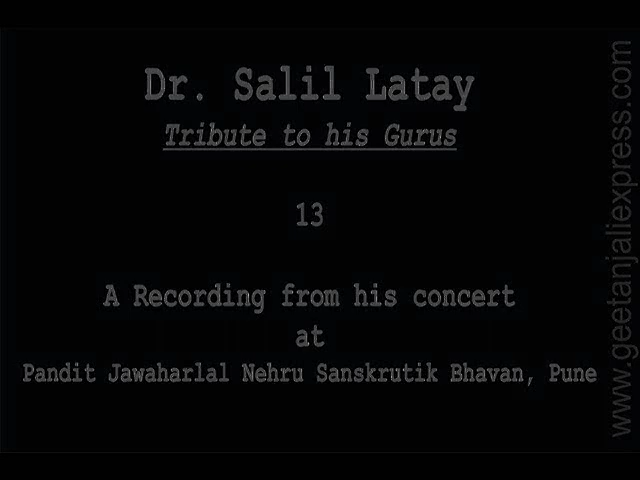 Dr. Salil Latay
Tribute to his Gurus
13
A Recording from his concert
at
Pandit Jawaharlal Nehru Sanskrutik Bhavan, Pune
www.geetanjaliexpress.com